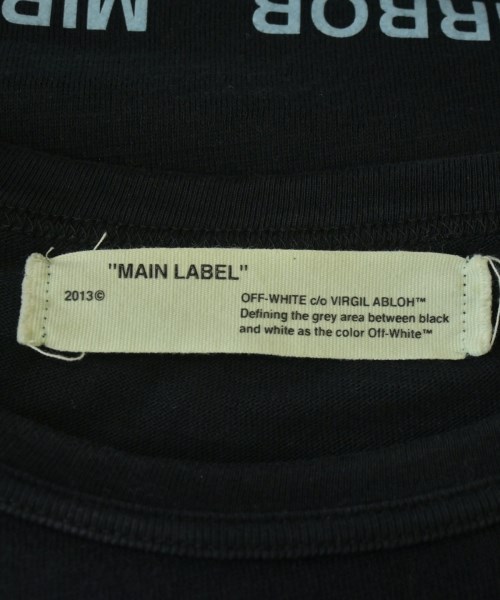 MIRROR
"MAIN LABEL"
2013©
OFF-WHITE c/o VIRGIL ABLOH™
Defining the grey area between black
and white as the color Off-White™